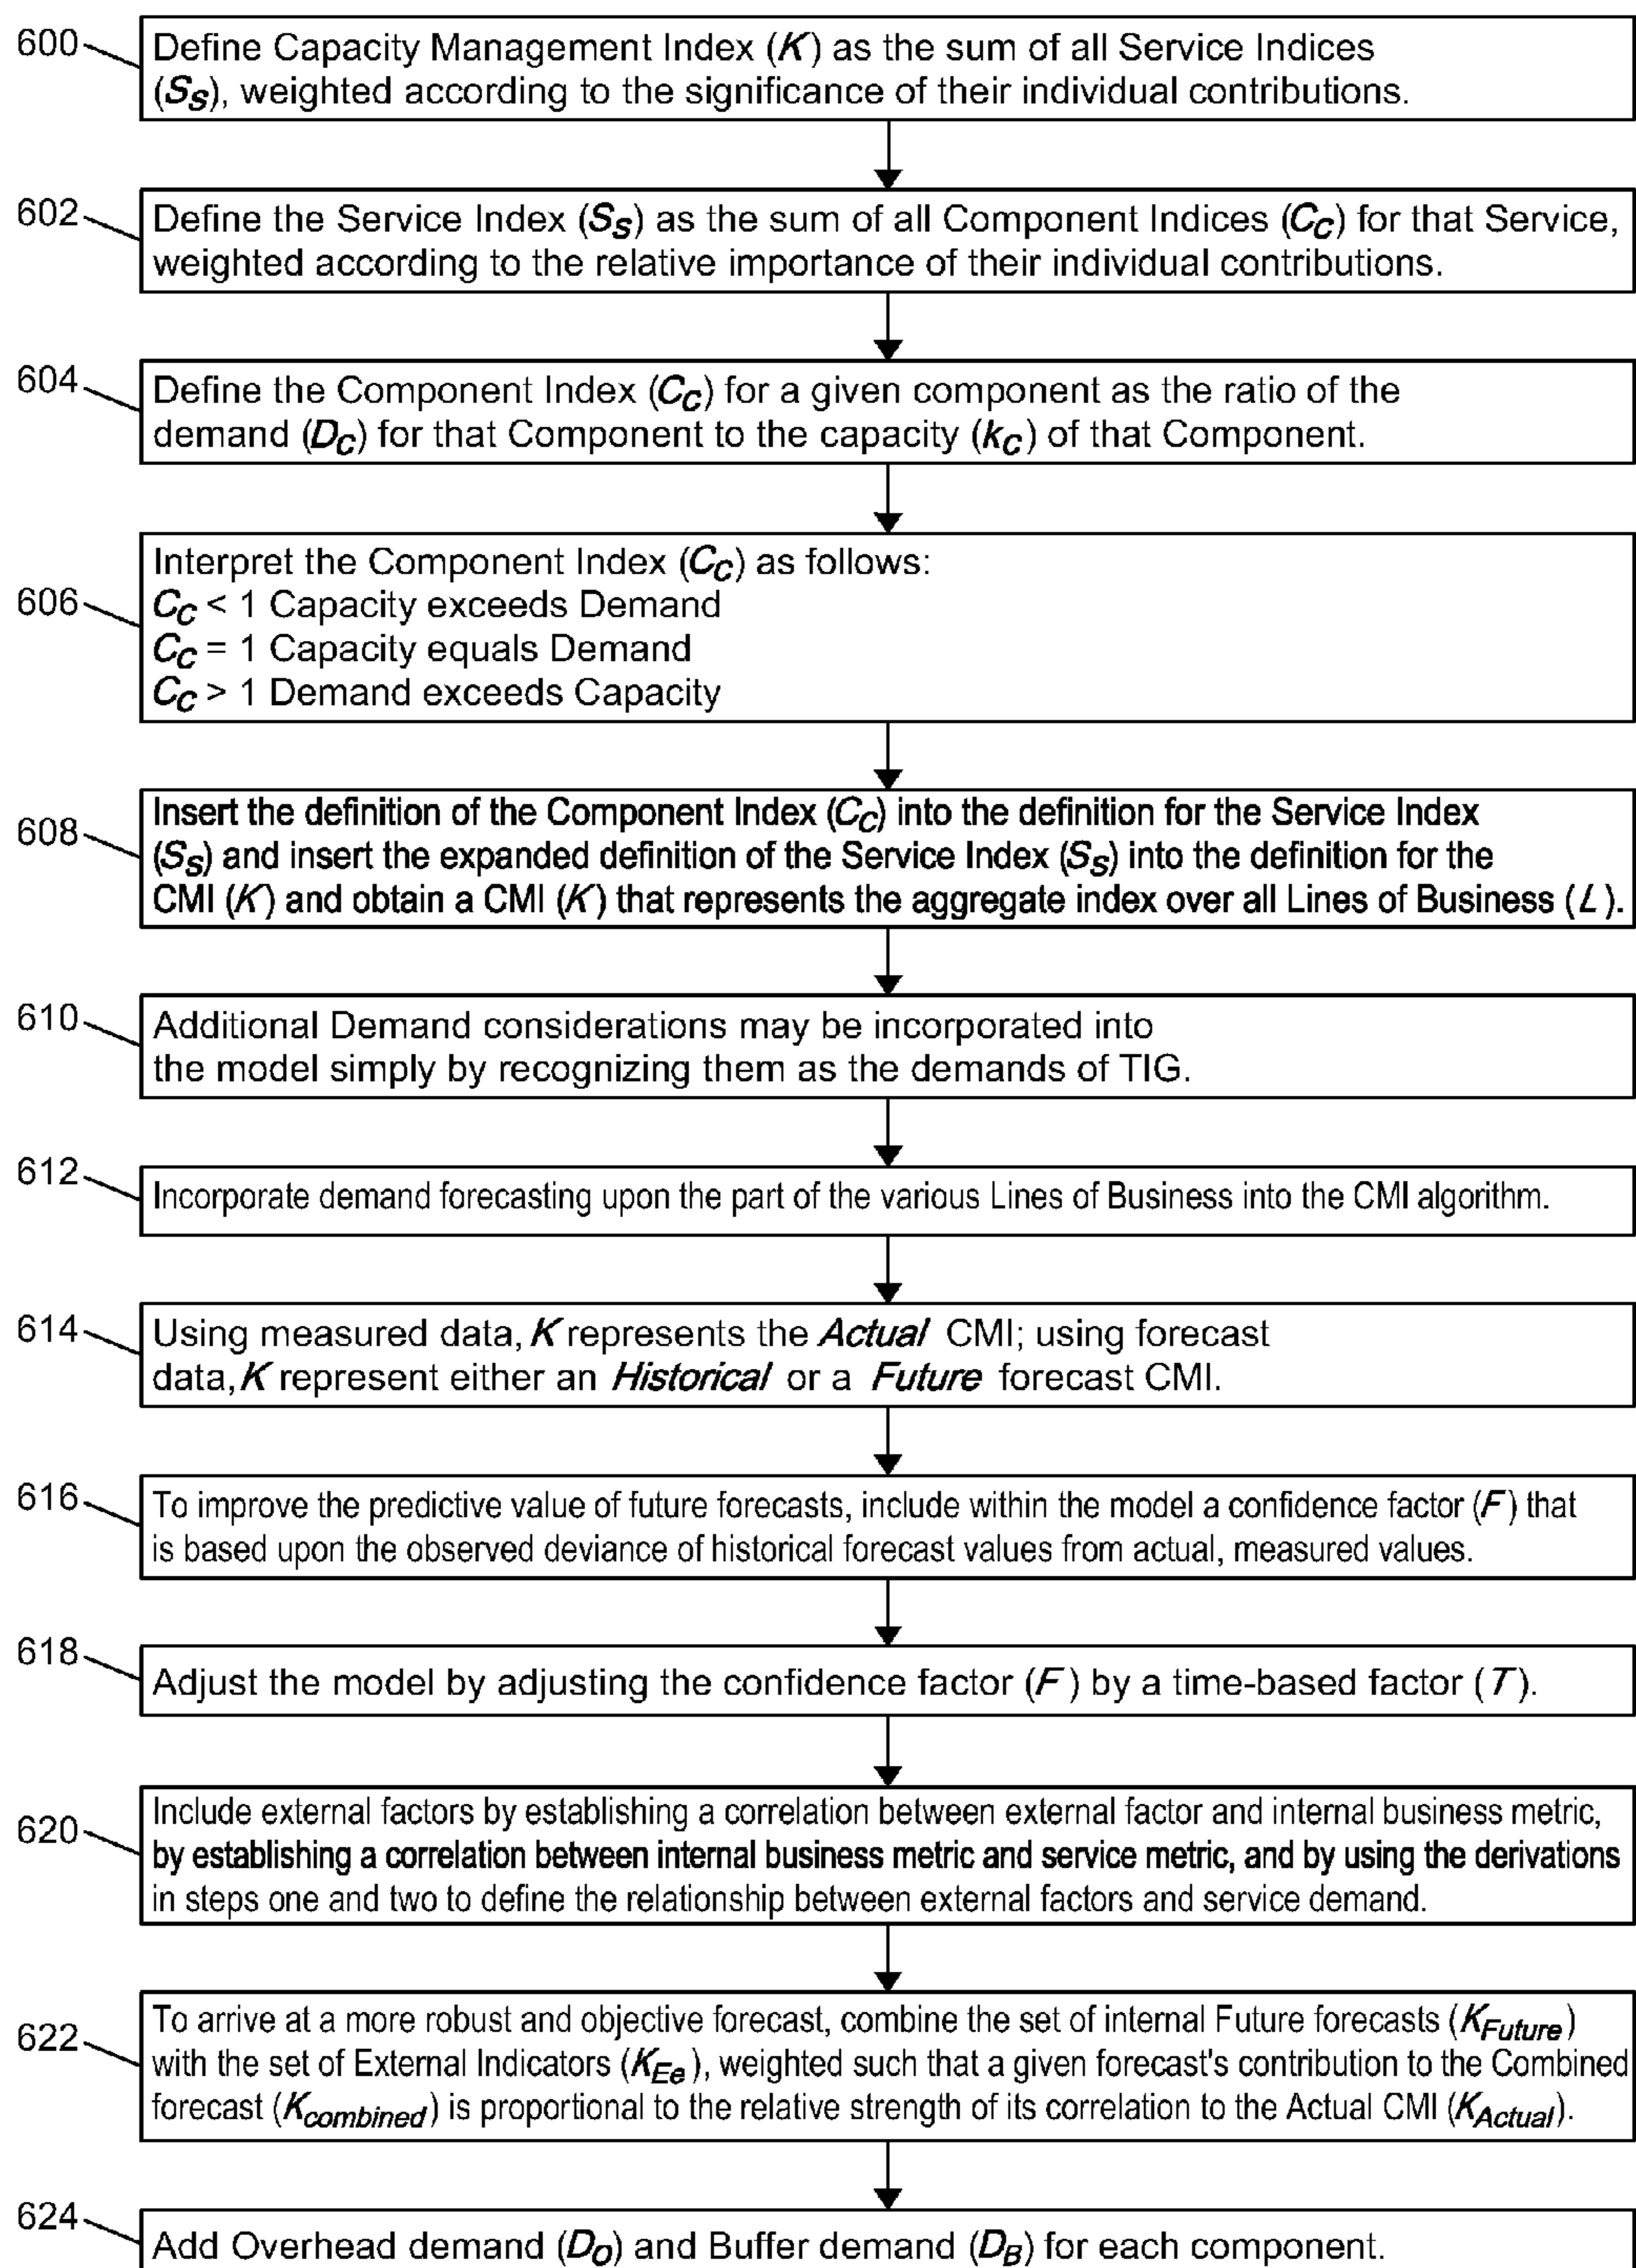 600
Define Capacity Management Index (K) as the sum of all Service Indices
(SS), weighted according to the significance of their individual contributions.
602
Define the Service Index (SS) as the sum of all Component Indices (CC) for that Service,
weighted according to the relative importance of their individual contributions.
604
Define the Component Index (CC) for a given component as the ratio of the
demand (DC) for that Component to the capacity (kC) of that Component.
606
Interpret the Component Index (CC) as follows:
CC < 1 Capacity exceeds Demand
CC = 1 Capacity equals Demand
CC > 1 Demand exceeds Capacity
608
Insert the definition of the Component Index (CC) into the definition for the Service Index
(SS) and insert the expanded definition of the Service Index (SS) into the definition for the
CMI (K) and obtain a CMI (K) that represents the aggregate index over all Lines of Business (L).
610
Additional Demand considerations may be incorporated into
the model simply by recognizing them as the demands of TIG.
612
Incorporate demand forecasting upon the part of the various Lines of Business into the CMI algorithm.
614
Using measured data, K represents the Actual CMI; using forecast
data, K represent either an Historical or a Future forecast CMI.
616
To improve the predictive value of future forecasts, include within the model a confidence factor (F) that
is based upon the observed deviance of historical forecast values from actual, measured values.
618
Adjust the model by adjusting the confidence factor (F) by a time-based factor (T).
620
Include external factors by establishing a correlation between external factor and internal business metric,
by establishing a correlation between internal business metric and service metric, and by using the derivations
in steps one and two to define the relationship between external factors and service demand.
622
To arrive at a more robust and objective forecast, combine the set of internal Future forecasts (KFuture)
with the set of External Indicators (KEe), weighted such that a given forecast's contribution to the Combined
forecast (Kcombined) is proportional to the relative strength of its correlation to the Actual CMI (KActual).
624
Add Overhead demand (DO) and Buffer demand (DB) for each component.